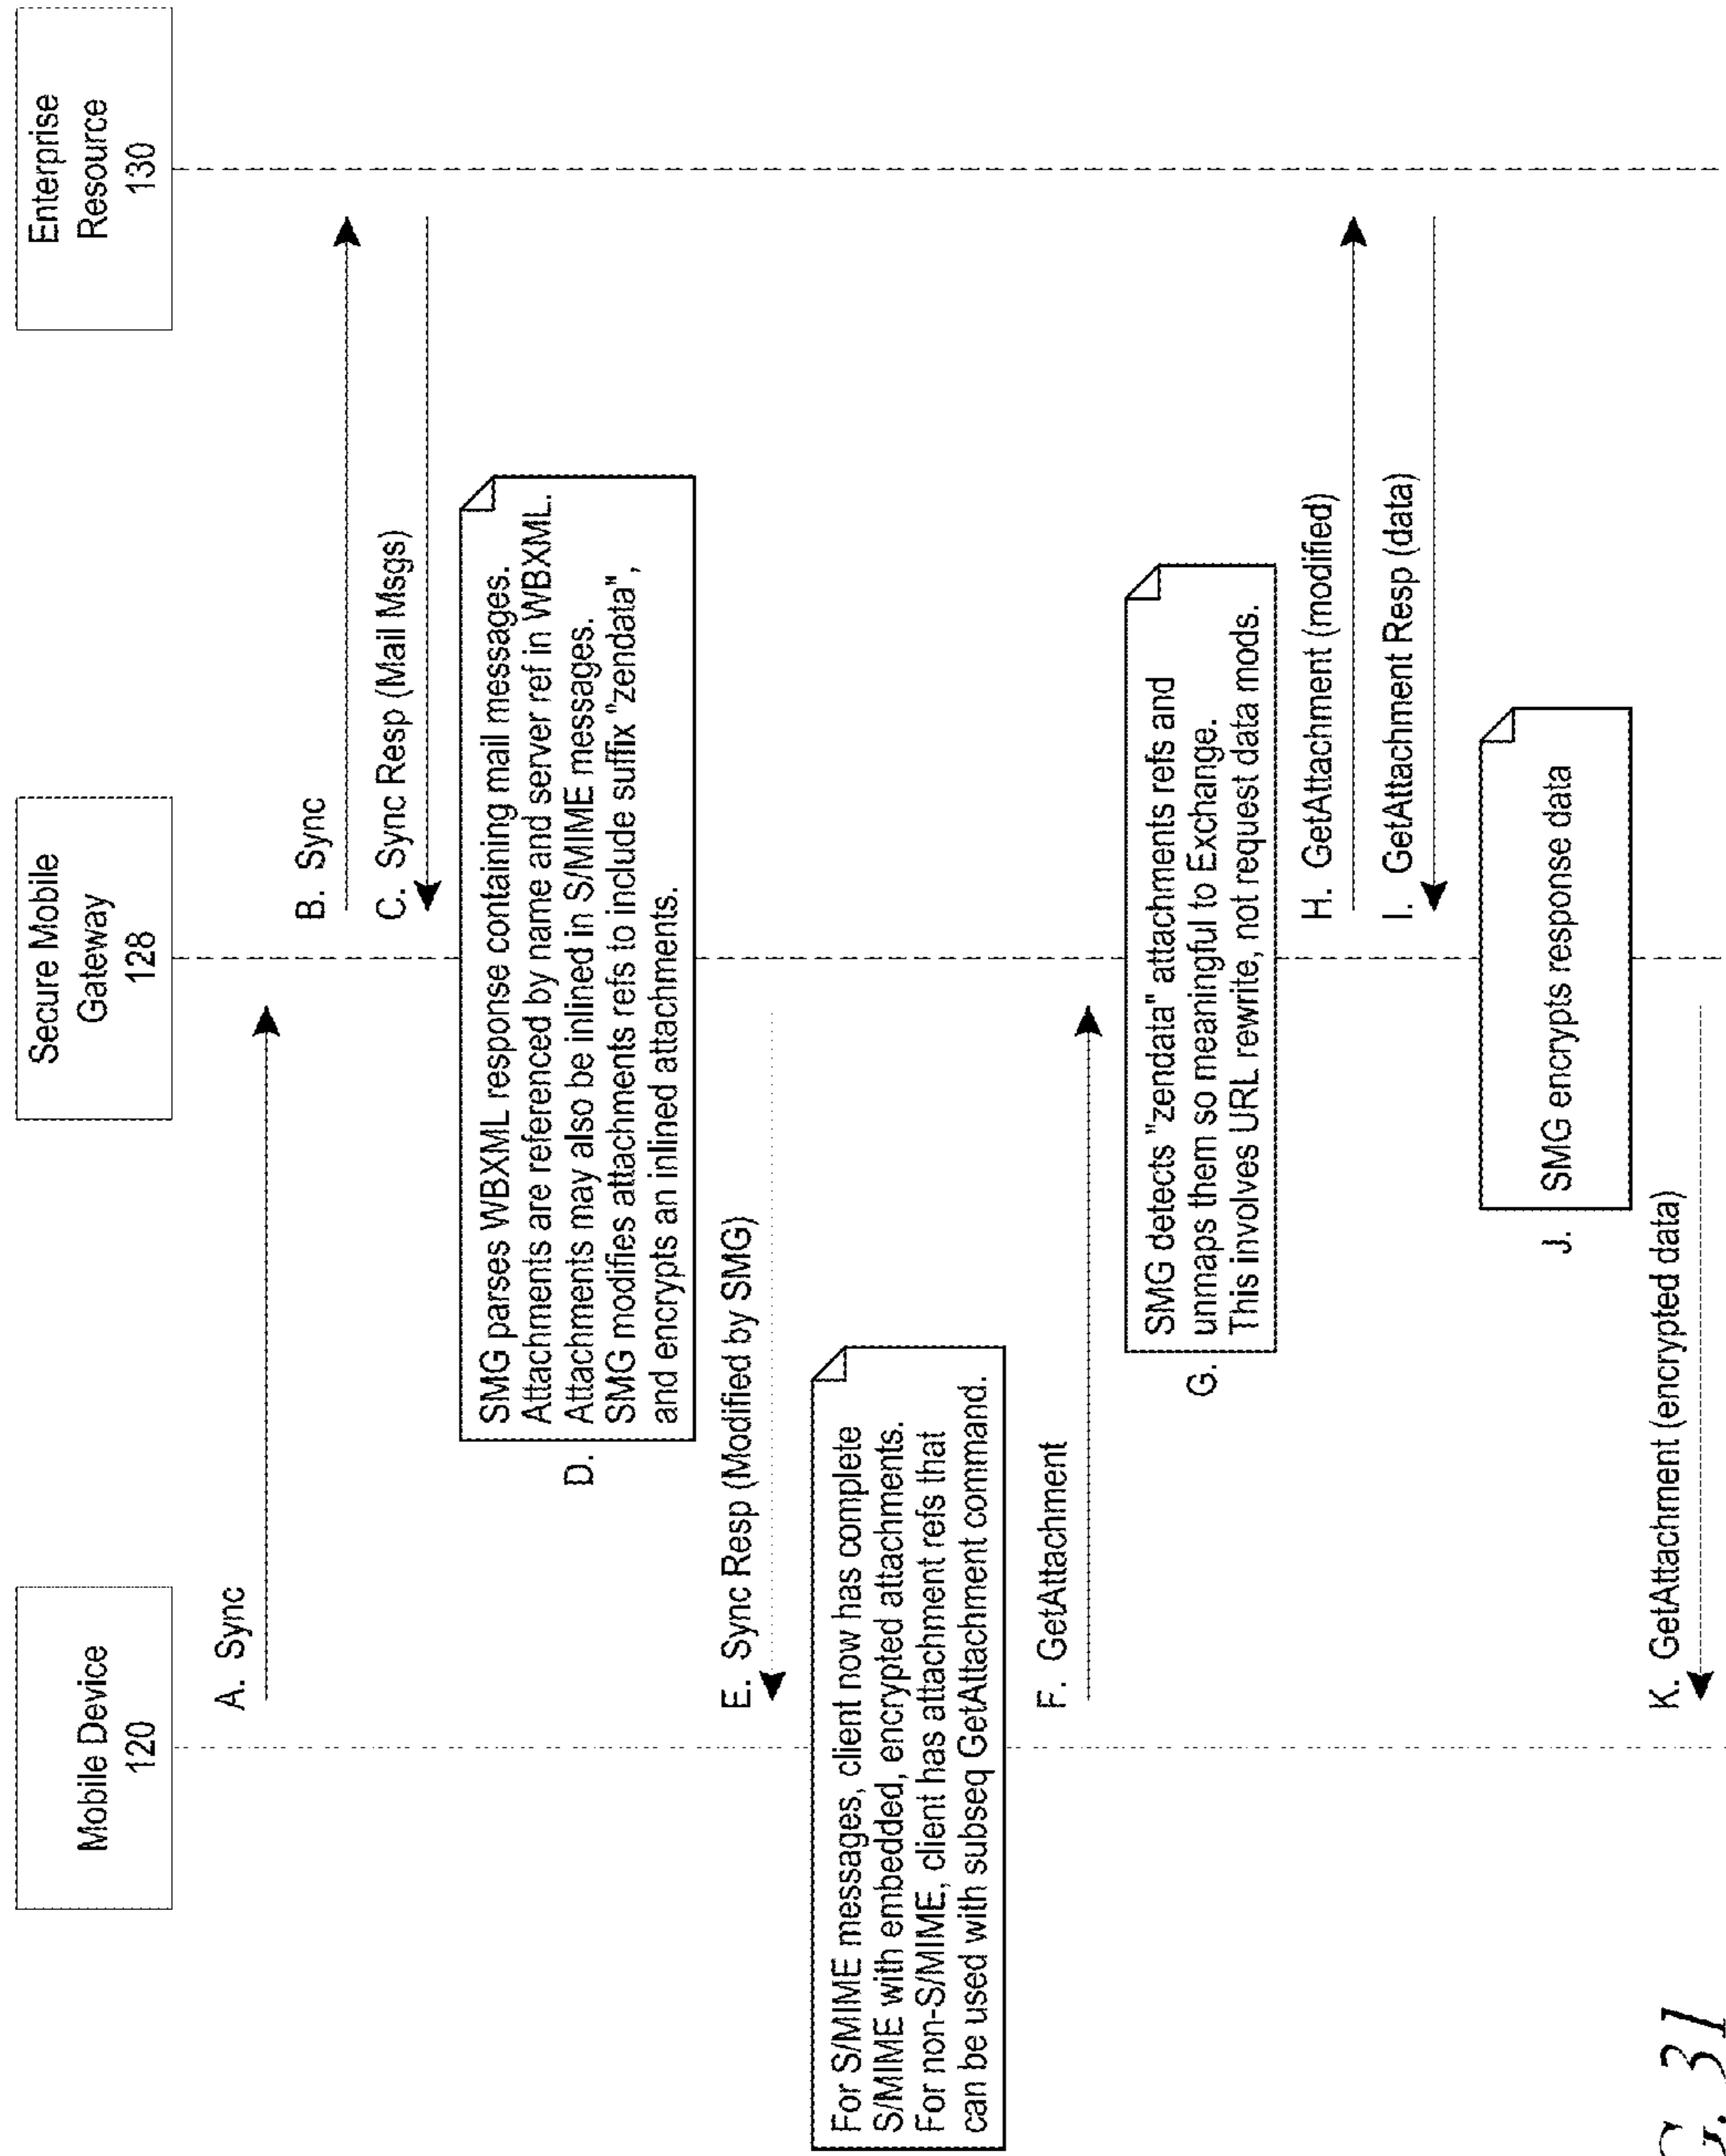 Mobile Device
120
Secure Mobile
Gateway
128
Enterprise
Resource
130
A. Sync
B. Sync
C. Sync Resp (Mail Msgs)
D.
SMG parses WBXML response containing mail messages.
Attachments are referenced by name and server ref in WBXML.
Attachments may also be inlined in S/MIME messages.
SMG modifies attachments refs to include suffix "zendata",
and encrypts an inlined attachments.
E. Sync Resp (Modified by SMG)
For S/MIME messages, client now has complete
S/MIME with embedded, encrypted attachments.
For non-S/MIME, client has attachment refs that
can be used with subseq GetAttachment command.
F. GetAttachment
G.
SMG detects "zendata" attachments refs and
unmaps them so meaningful to Exchange.
This involves URL rewrite, not request data mods.
H. GetAttachment (modified)
I. GetAttachment Resp (data)
J.
SMG encrypts response data
K. GetAttachment (encrypted data)
31